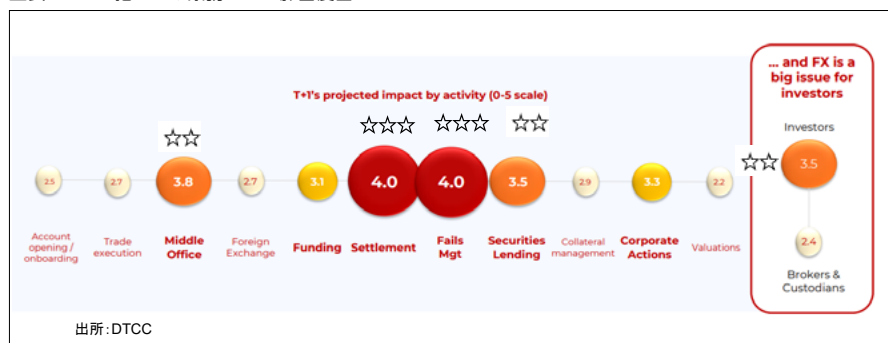 T+1's projected impact by activity (0-5 scale)
☆☆
☆☆☆
☆☆☆
☆☆
2.5
2.7
3.8
2.7
3.1
4.0
4.0
3.5
2.9
3.3
2.2
Account
opening /
onboarding
Trade
execution
Middle
Office
Foreign
Exchange
Funding
Settlement
Fails
Mgt
Securities
Lending
Collateral
management
Corporate
Actions
Valuations
... and FX is a
big issue for
investors
Investors
☆☆
3.5
2.4
Brokers &
Custodians
出所：DTCC